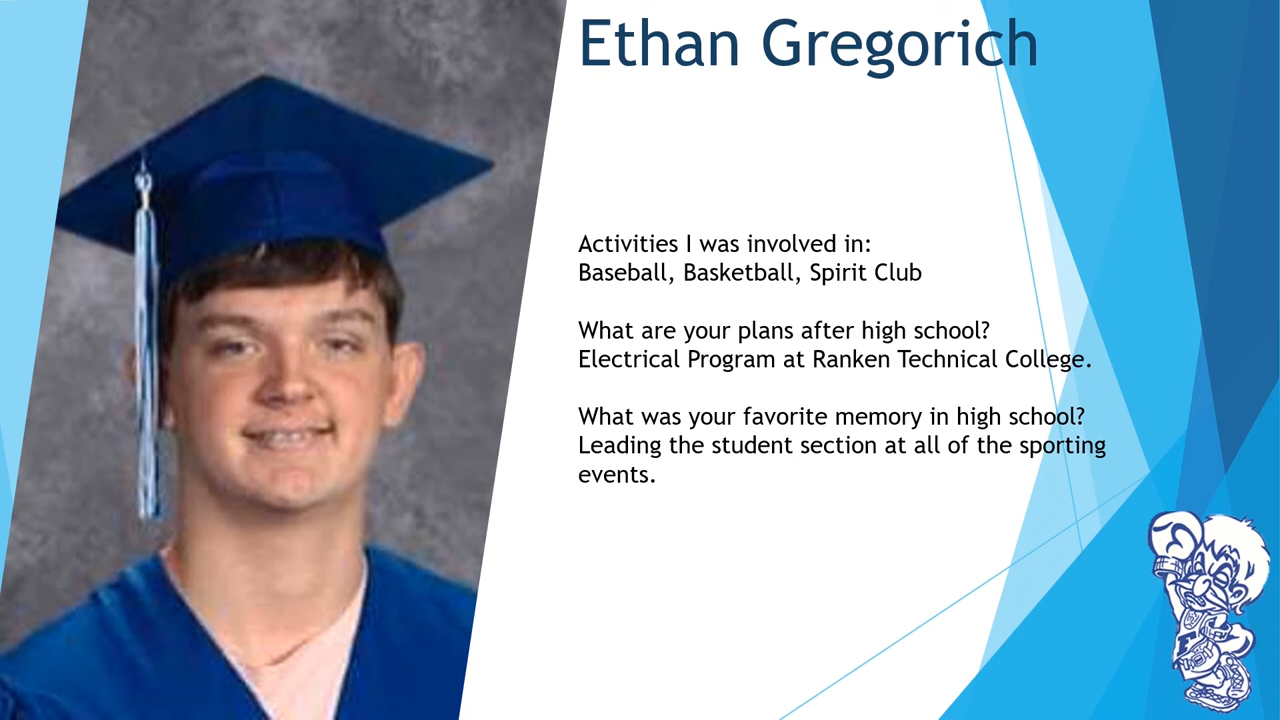 Ethan Gregorich
Activities I was involved in:
Baseball, Basketball, Spirit Club
What are your plans after high school?
Electrical Program at Ranken Technical College.
What was your favorite memory in high school?
Leading the student section at all of the sporting
events.